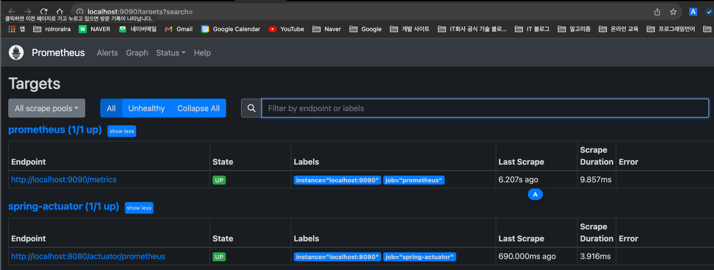 localhost:9090/targets?search=
클릭하면 이전 페이지로 가고 누르고 있으면 방문 기록이 나타납니다.
앱 rolroralra NAVER 네이버메일 Gmail Google Calendar YouTube Naver Google 개발 사이트 IT회사 공식 기술 블로... IT 블로그 알고리즘 온라인 교육 프로그래밍언어
Prometheus Alerts Graph Status Help
Targets
All scrape pools All Unhealthy Collapse All Filter by endpoint or labels
prometheus (1/1 up) show less
Endpoint State Labels Last Scrape Scrape Duration Error
http://localhost:9090/metrics UP instance="localhost:9090" job="prometheus" 6.207s ago 9.857ms
A
spring-actuator (1/1 up) show less
Endpoint State Labels Last Scrape Scrape Duration Error
http://localhost:8080/actuator/prometheus UP instance="localhost:8080" job="spring-actuator" 690.000ms ago 3.916ms